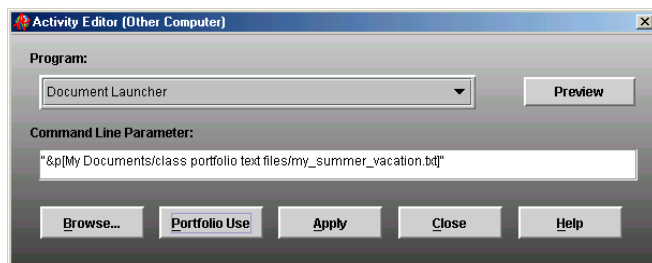 Activity Editor (Other Computer)
Program:
Document Launcher
Preview
Command Line Parameter:
"&p[My Documents/class portfolio text files/my_summer_vacation.txt]"
Browse... Portfolio Use Apply Close Help